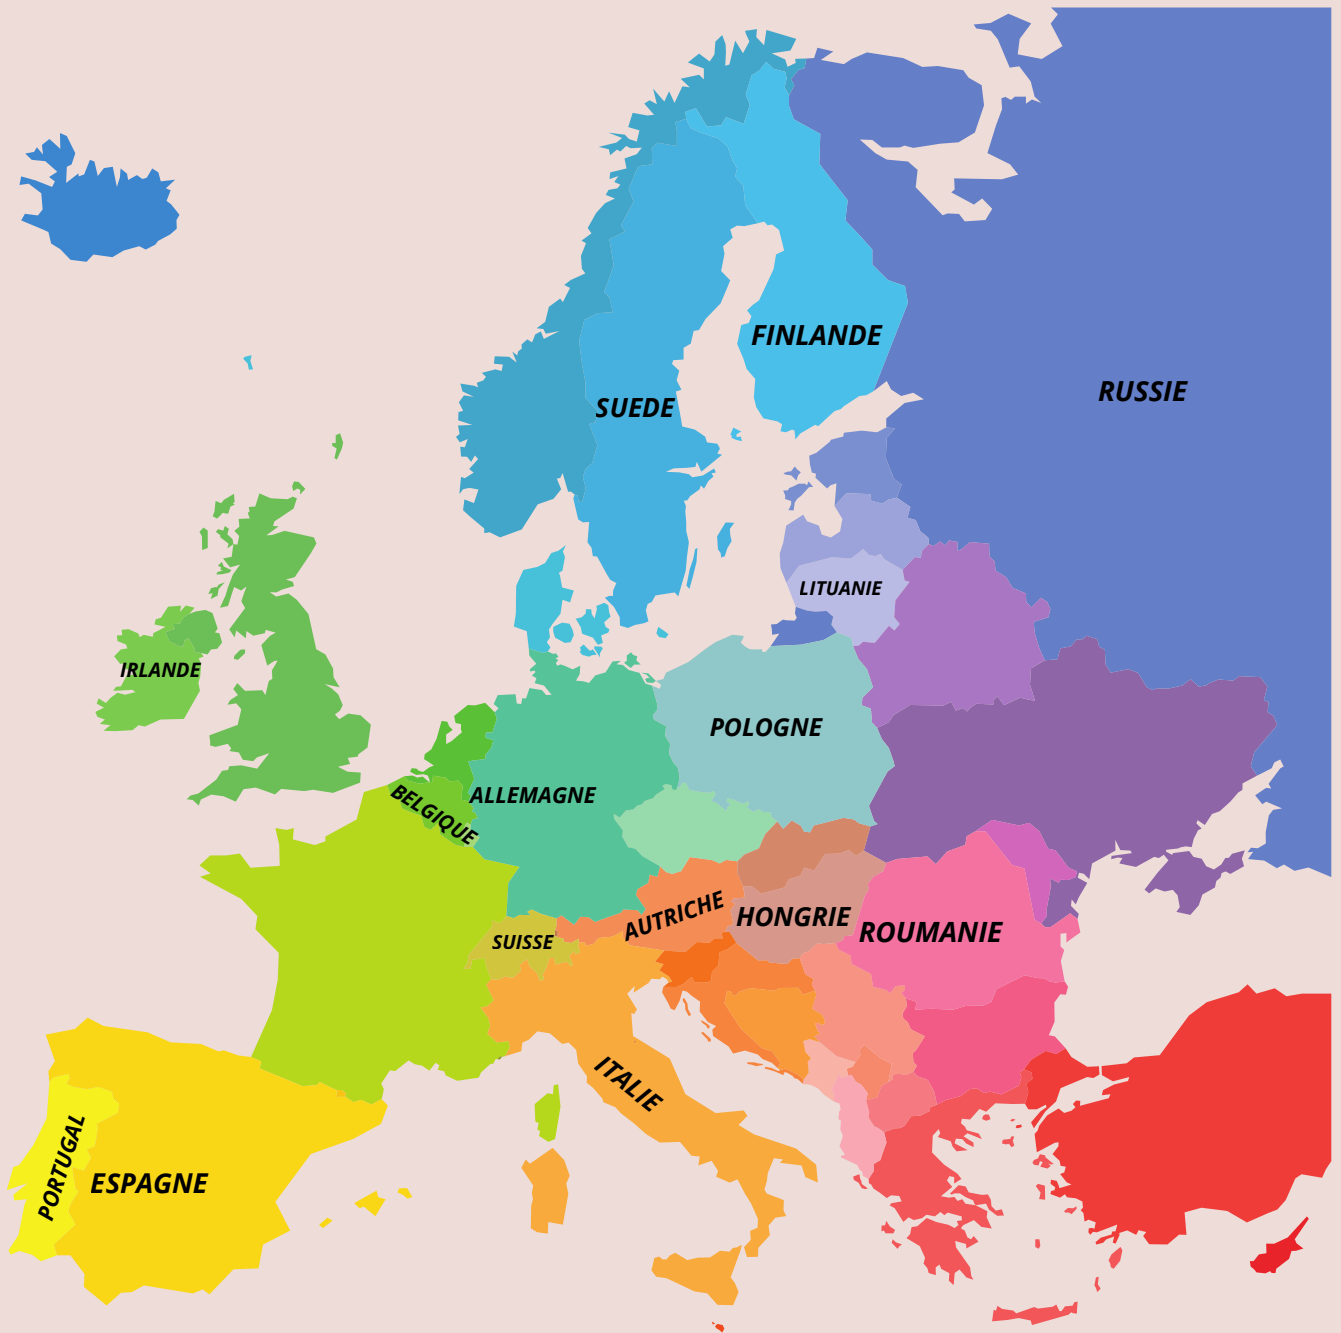 FINLANDE
RUSSIE
SUEDE
LITUANIE
IRLANDE
POLOGNE
BELGIQUE
ALLEMAGNE
AUTRICHE
HONGRIE
ROUMANIE
SUISSE
ITALIE
PORTUGAL
ESPAGNE